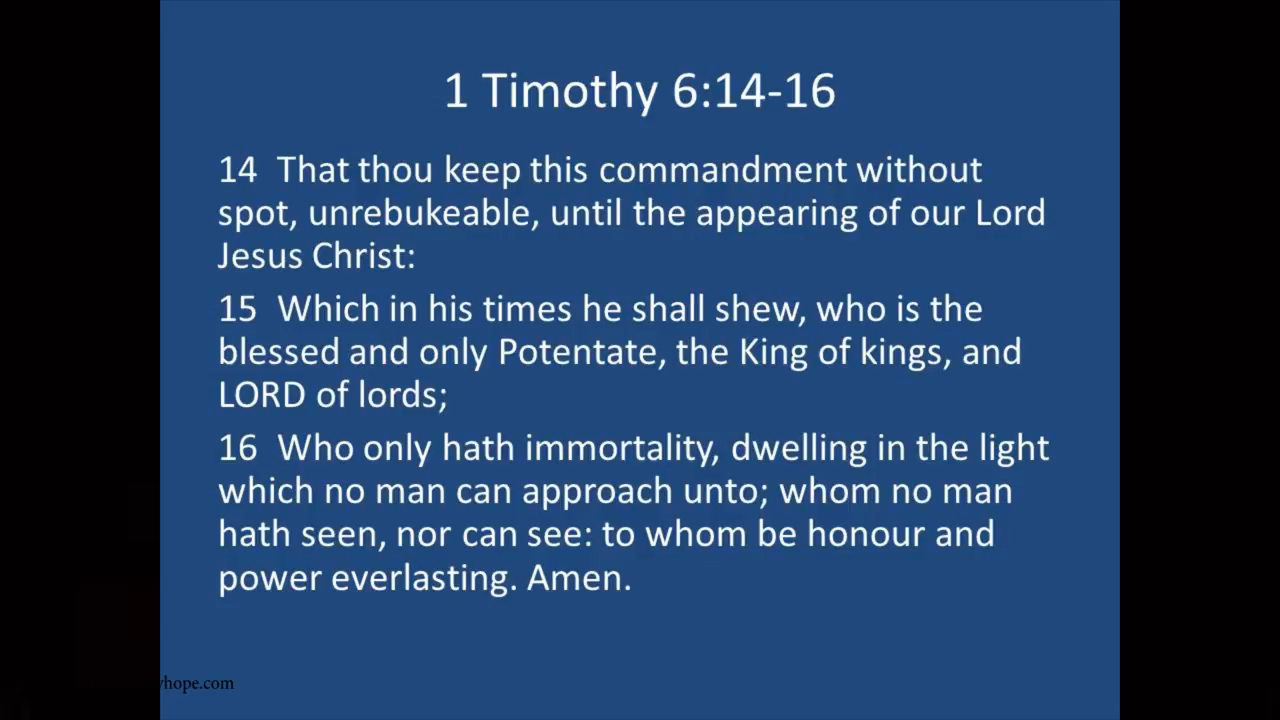 1 Timothy 6:14-16
14 That thou keep this commandment without
spot, unrebukeable, until the appearing of our Lord
Jesus Christ:
15 Which in his times he shall shew, who is the
blessed and only Potentate, the King of kings, and
LORD of lords;
16 Who only hath immortality, dwelling in the light
which no man can approach unto; whom no man
hath seen, nor can see: to whom be honour and
power everlasting. Amen.
hope.com